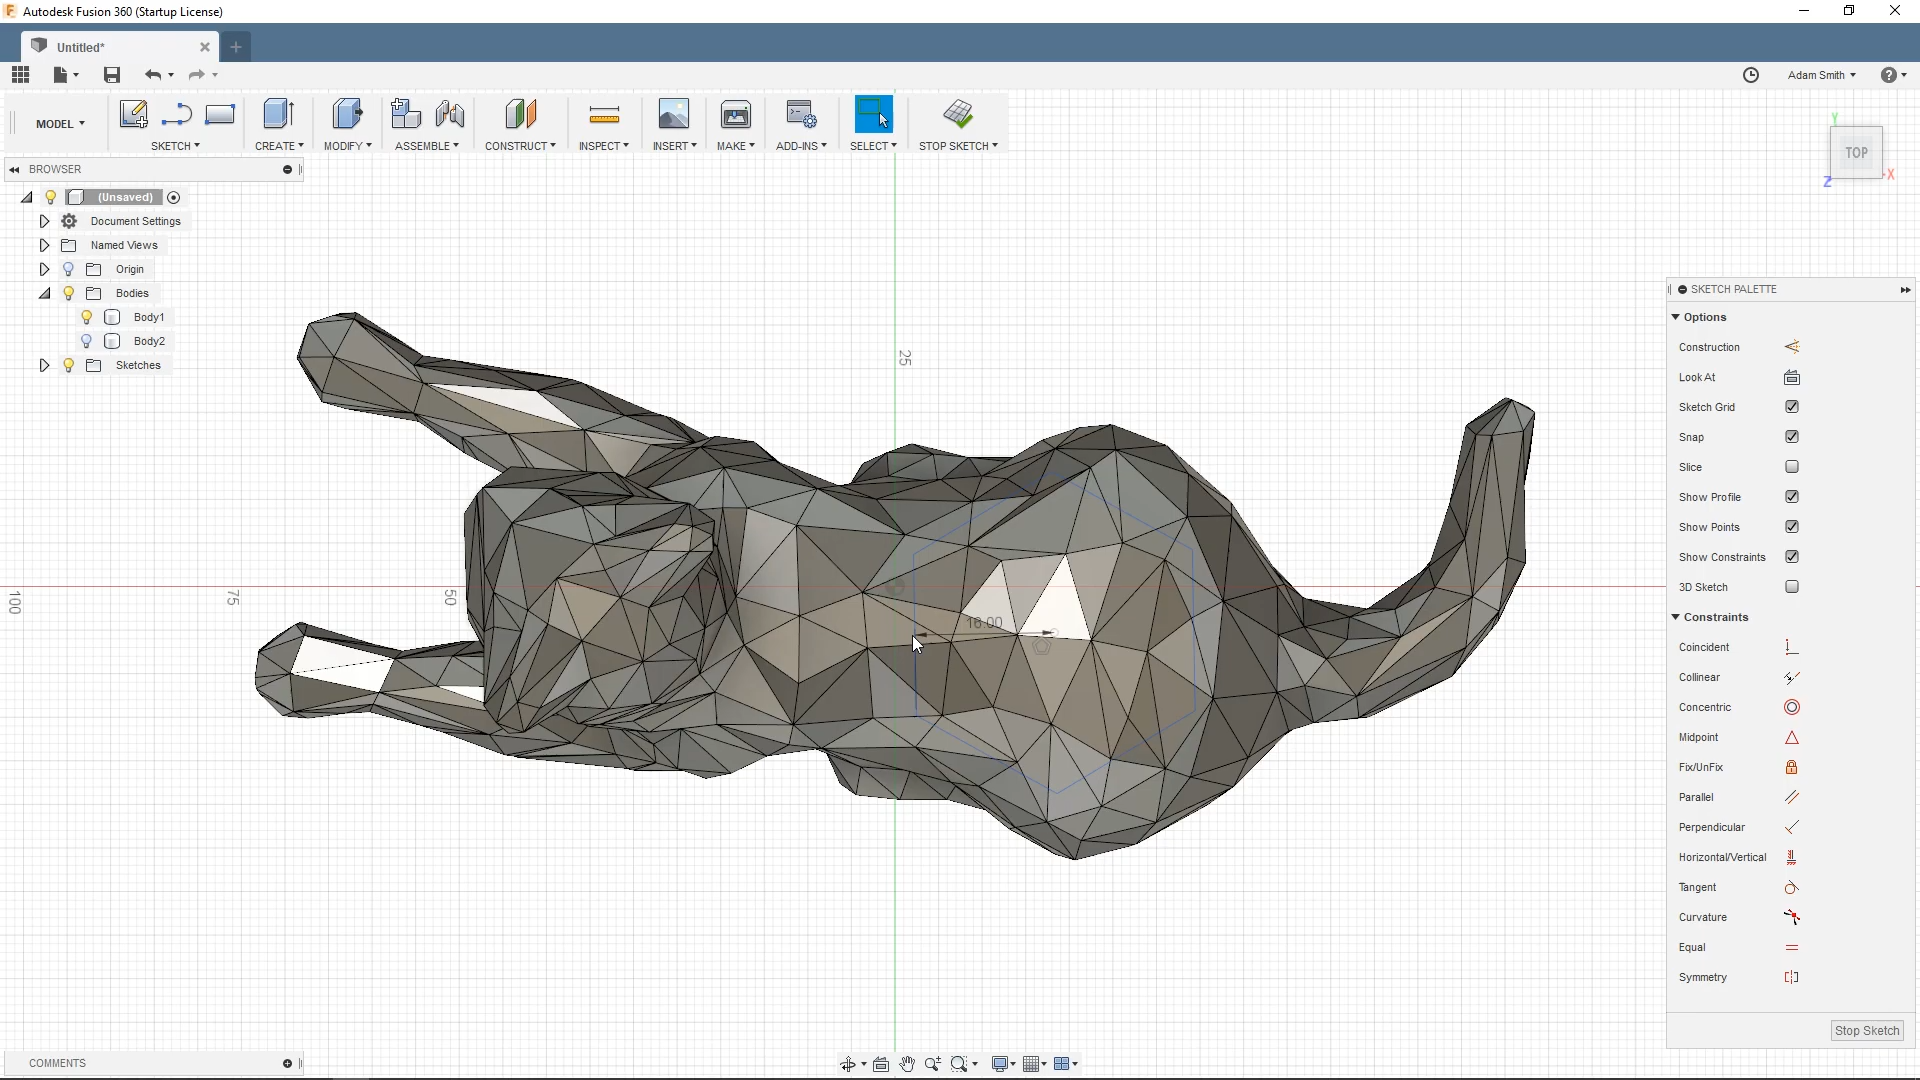 Autodesk Fusion 360 (Startup License)
Untitled*
Adam Smith
MODEL
SKETCH
CREATE
MODIFY
ASSEMBLE
CONSTRUCT
INSPECT
INSERT
MAKE
ADD-INS
SELECT
STOP SKETCH
TOP
Y
X
Z
BROWSER
(Unsaved)
Document Settings
Named Views
Origin
Bodies
Body1
Body2
Sketches
25
50
75
100
16.00
SKETCH PALETTE
Options
Construction
Look At
Sketch Grid
Snap
Slice
Show Profile
Show Points
Show Constraints
3D Sketch
Constraints
Coincident
Collinear
Concentric
Midpoint
Fix/UnFix
Parallel
Perpendicular
Horizontal/Vertical
Tangent
Curvature
Equal
Symmetry
Stop Sketch
COMMENTS